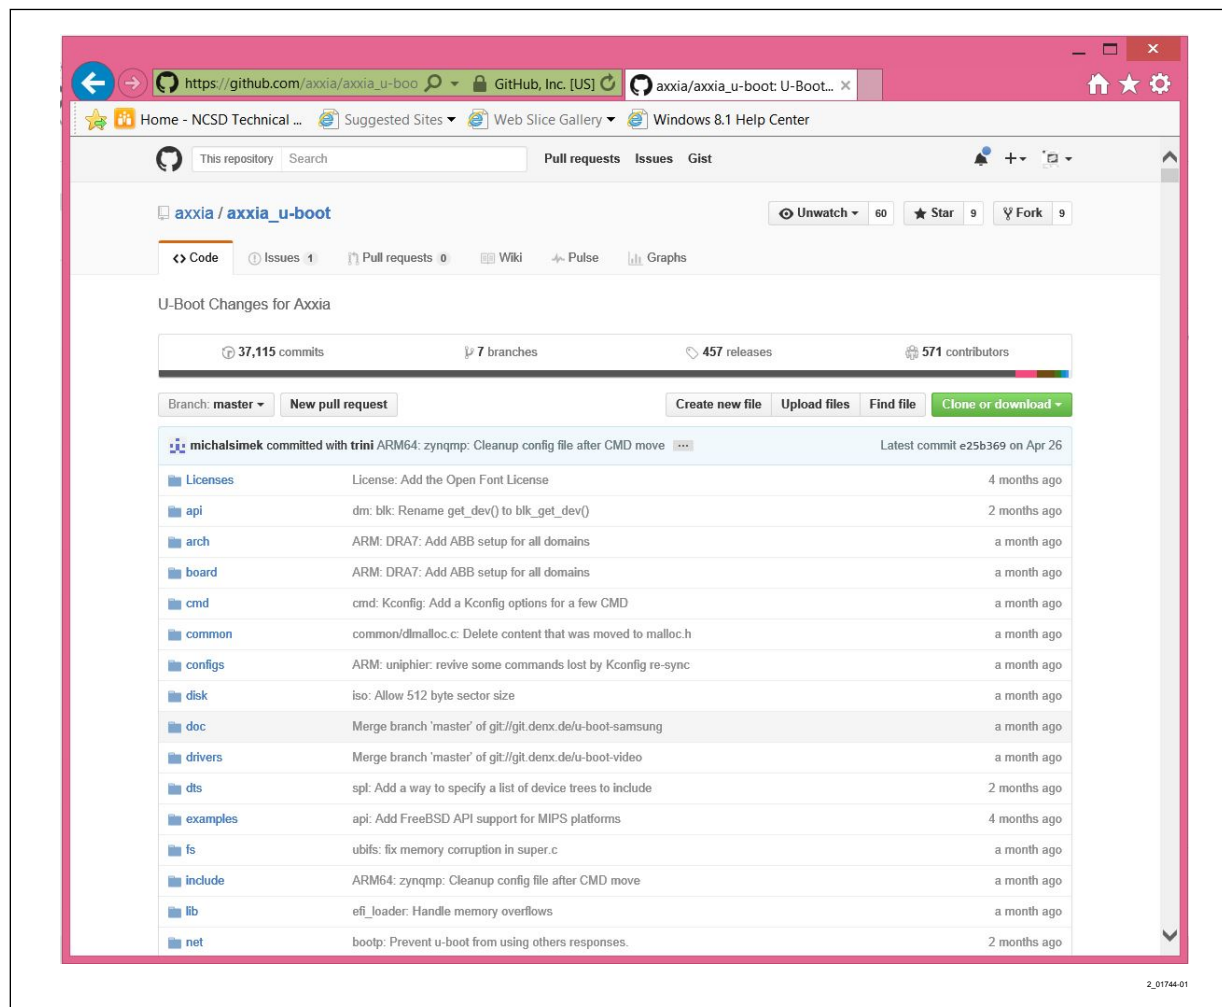 https://github.com/axxia/axxia_u-boo GitHub, Inc. [US] axxia/axxia_u-boot: U-Boot...
Home - NCSD Technical ... Suggested Sites Web Slice Gallery Windows 8.1 Help Center
This repository Search Pull requests Issues Gist
axxia / axxia_u-boot Unwatch 60 Star 9 Fork 9
Code Issues 1 Pull requests 0 Wiki Pulse Graphs
U-Boot Changes for Axxia
37,115 commits 7 branches 457 releases 571 contributors
Branch: master New pull request Create new file Upload files Find file Clone or download
michalsimek committed with trini ARM64: zynqmp: Cleanup config file after CMD move ... Latest commit e25b369 on Apr 26
Licenses License: Add the Open Font License 4 months ago
api dm: blk: Rename get_dev() to blk_get_dev() 2 months ago
arch ARM: DRA7: Add ABB setup for all domains a month ago
board ARM: DRA7: Add ABB setup for all domains a month ago
cmd cmd: Kconfig: Add a Kconfig options for a few CMD a month ago
common common/dlmalloc.c: Delete content that was moved to malloc.h a month ago
configs ARM: uniphier: revive some commands lost by Kconfig re-sync a month ago
disk iso: Allow 512 byte sector size a month ago
doc Merge branch 'master' of git://git.denx.de/u-boot-samsung a month ago
drivers Merge branch 'master' of git://git.denx.de/u-boot-video a month ago
dts spl: Add a way to specify a list of device trees to include 2 months ago
examples api: Add FreeBSD API support for MIPS platforms 4 months ago
fs ubifs: fix memory corruption in super.c a month ago
include ARM64: zynqmp: Cleanup config file after CMD move a month ago
lib efi_loader: Handle memory overflows a month ago
net bootp: Prevent u-boot from using others responses. 2 months ago
2_01744-01